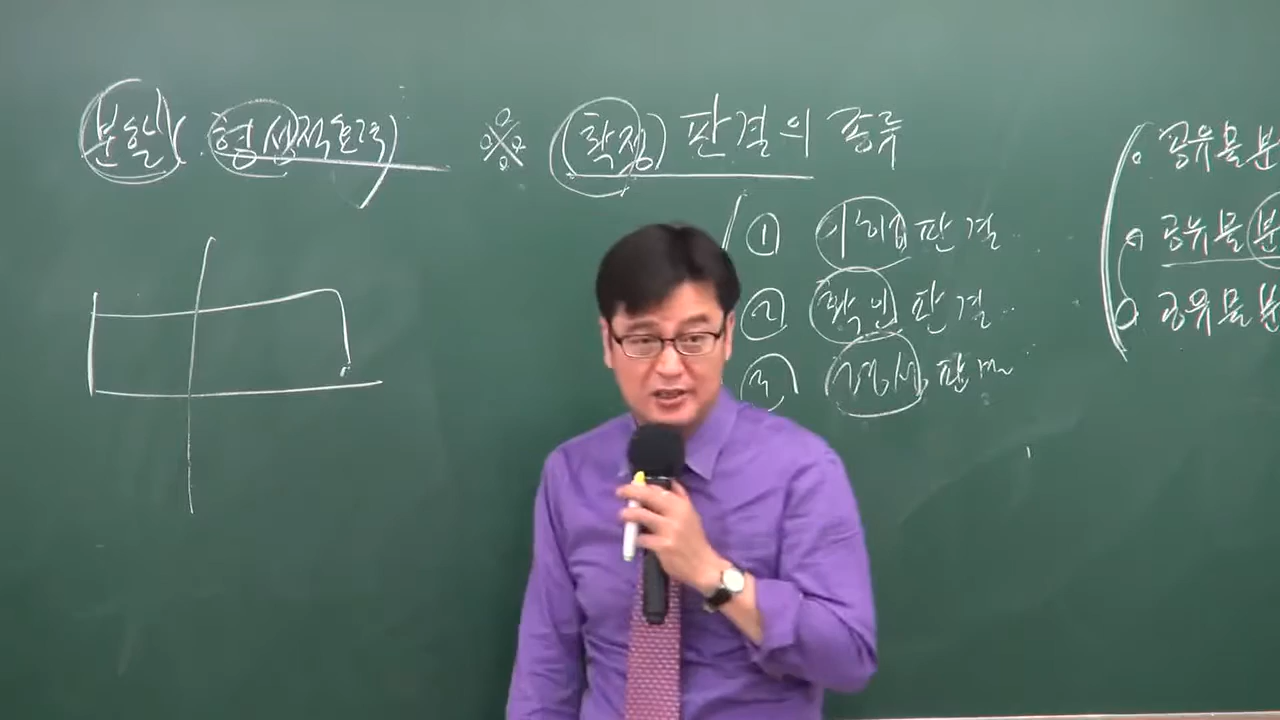 분할(형성적효력)
※ (확정) 판결의 종류
① 이행판결
② 확인판결
③ 형성판결
공유물분
공유물분
공유물분